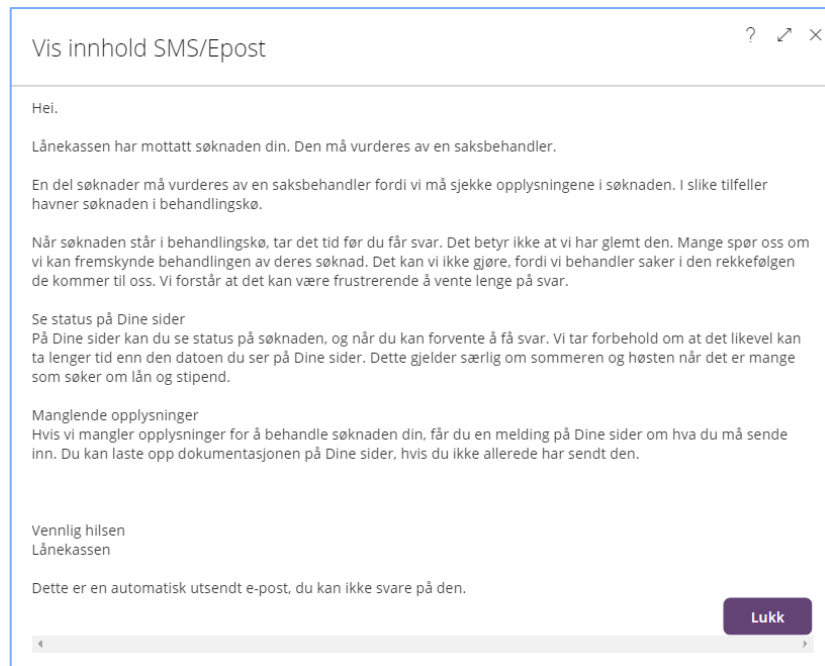 Vis innhold SMS/Epost
?
Hei.
Lånekassen har mottatt søknaden din. Den må vurderes av en saksbehandler.
En del søknader må vurderes av en saksbehandler fordi vi må sjekke opplysningene i søknaden. I slike tilfeller
havner søknaden i behandlingskø.
Når søknaden står i behandlingskø, tar det tid før du får svar. Det betyr ikke at vi har glemt den. Mange spør oss om
vi kan fremskynde behandlingen av deres søknad. Det kan vi ikke gjøre, fordi vi behandler saker i den rekkefølgen
de kommer til oss. Vi forstår at det kan være frustrerende å vente lenge på svar.
Se status på Dine sider
På Dine sider kan du se status på søknaden, og når du kan forvente å få svar. Vi tar forbehold om at det likevel kan
ta lenger tid enn den datoen du ser på Dine sider. Dette gjelder særlig om sommeren og høsten når det er mange
som søker om lån og stipend.
Manglende opplysninger
Hvis vi mangler opplysninger for å behandle søknaden din, får du en melding på Dine sider om hva du må sende
inn. Du kan laste opp dokumentasjonen på Dine sider, hvis du ikke allerede har sendt den.
Vennlig hilsen
Lånekassen
Dette er en automatisk utsendt e-post, du kan ikke svare på den.
Lukk